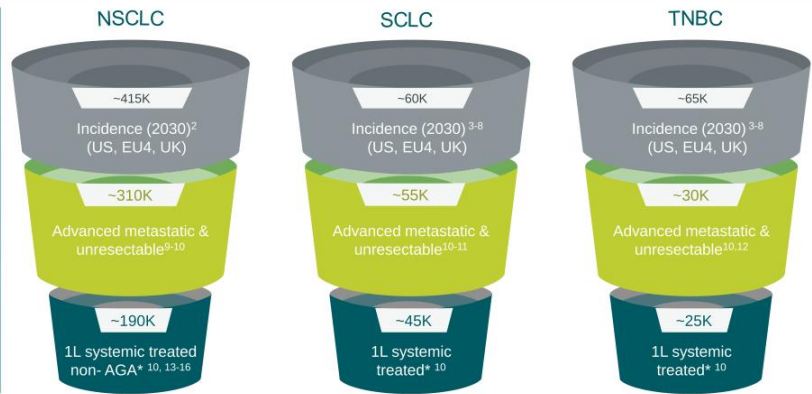 NSCLC
~415K
Incidence (2030)2
(US, EU4, UK)
~310K
Advanced metastatic &
unresectable9-10
~190K
1L systemic treated
non- AGA* 10, 13-16
SCLC
~60K
Incidence (2030) 3-8
(US, EU4, UK)
~55K
Advanced metastatic &
unresectable10-11
~45K
1L systemic
treated* 10
TNBC
~65K
Incidence (2030) 3-8
(US, EU4, UK)
~30K
Advanced metastatic &
unresectable10,12
~25K
1L systemic
treated* 10